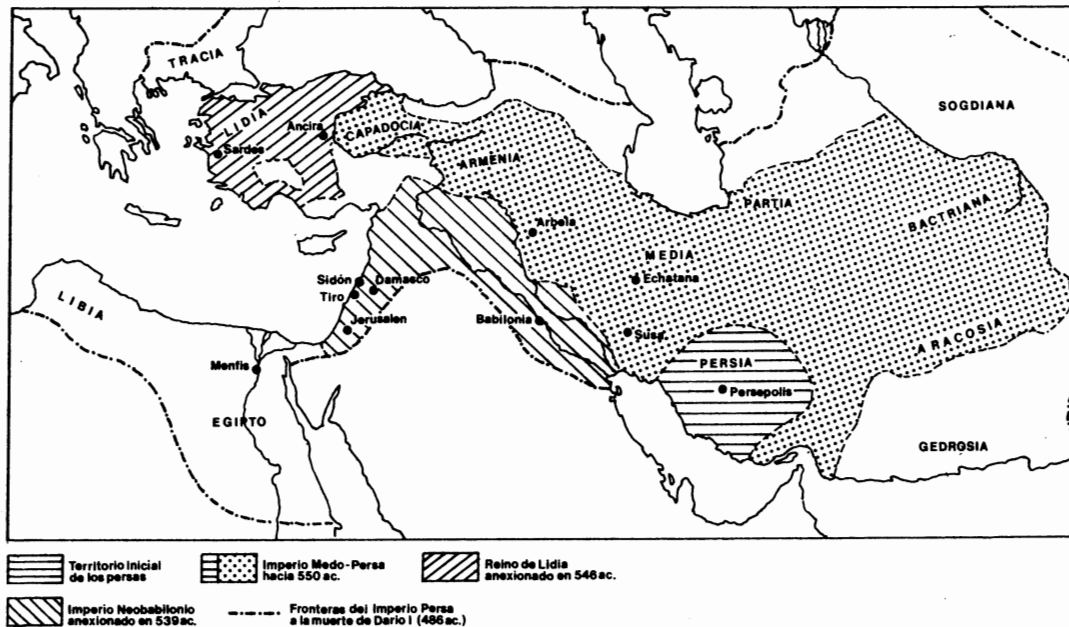 TRACIA
SOGDIANA
LIDIA
Ancira
CAPADOCIA
Sardes
ARMENIA
PARTIA
BACTRIANA
Arbela
MEDIA
Echatana
Sidón
Damasco
Tiro
LIBIA
Jerusalen
Babilonia
Susa
ARACOSIA
PERSIA
Menfis
Persepolis
EGIPTO
GEDROSIA
Territorio Inicial
de los persas
Imperio Medo-Persa
hacia 550 ac.
Reino de Lidia
anexionado en 546 ac.
Imperio Neobabilonio
anexionado en 539 ac.
Fronteras del Imperio Persa
a la muerte de Dario I (486 ac.)